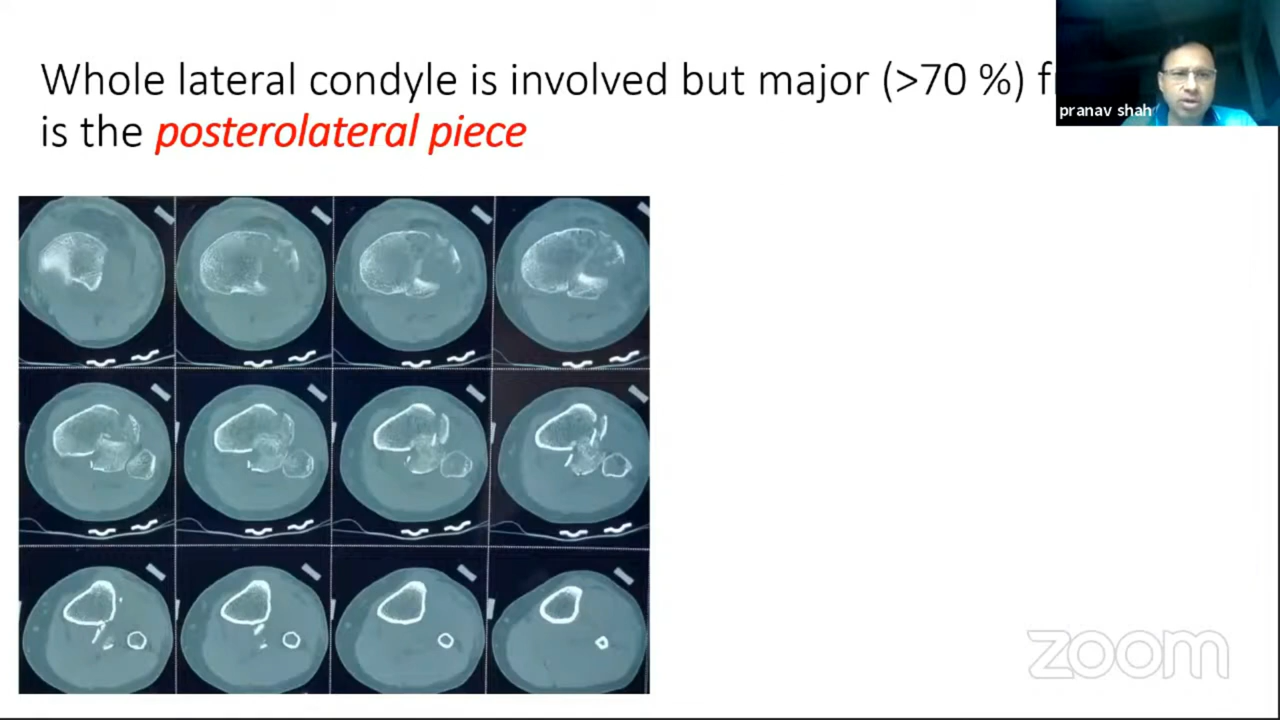 Whole lateral condyle is involved but major (>70 %)
is the posterolateral piece
pranav shah
zoom